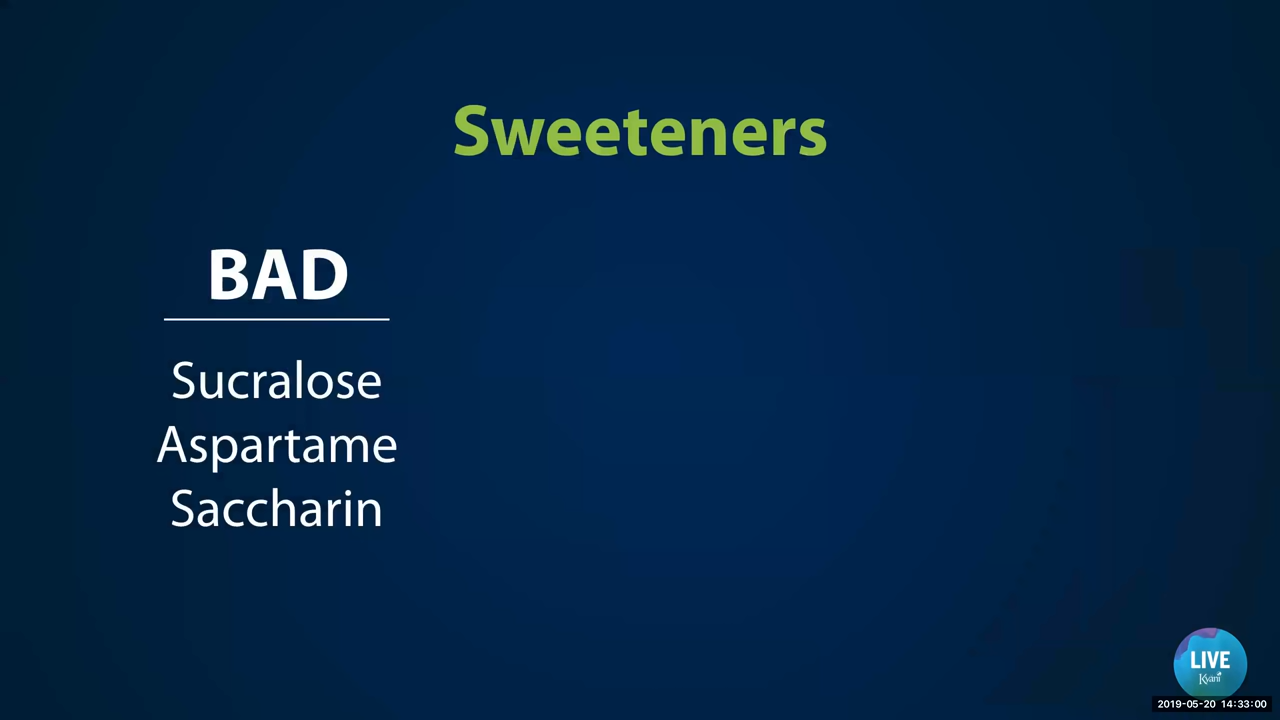 Sweeteners
BAD
Sucralose
Aspartame
Saccharin
LIVE
Kyäni
2019-05-20 14:33:00